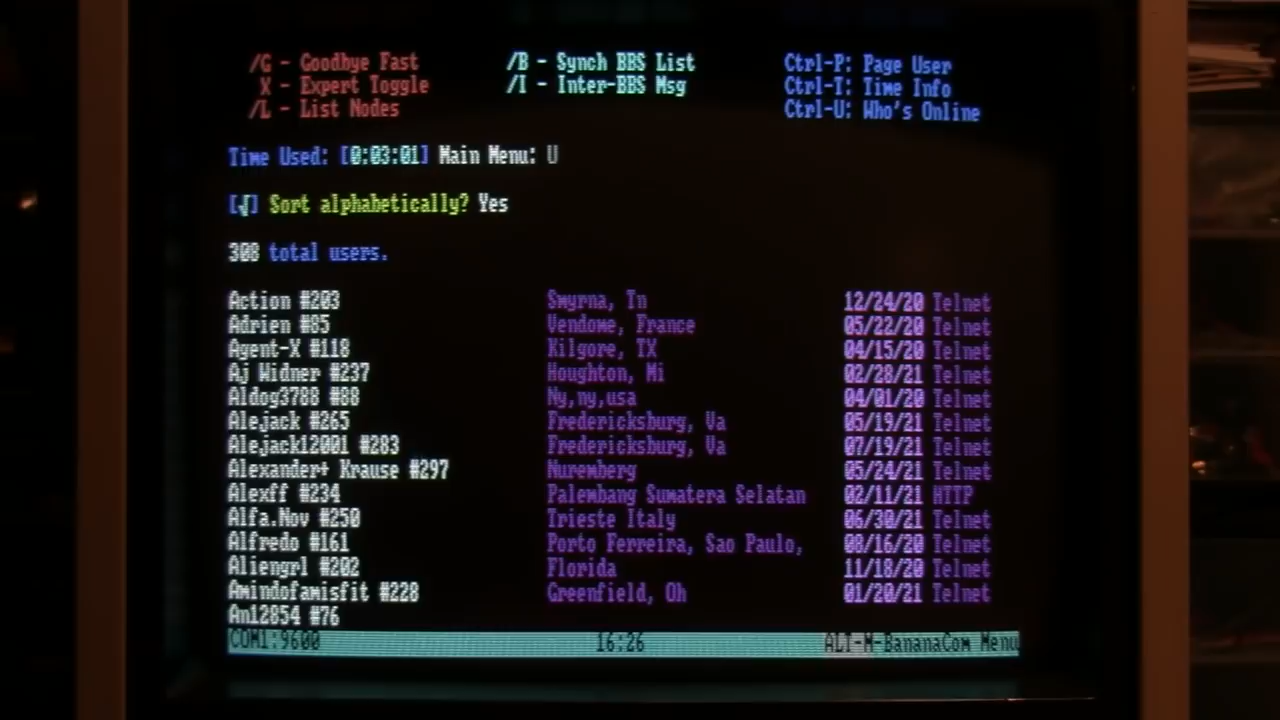 /G - Goodbye Fast /B - Synch BBS List Ctrl-P: Page User
X - Expert Toggle /I - Inter-BBS Msg Ctrl-T: Time Info
/L - List Nodes Ctrl-U: Who's Online
Time Used: [0:03:01] Main Menu: U
[√] Sort alphabetically? Yes
308 total users.
Action #203 Smyrna, Tn 12/24/20 Telnet
Adrien #85 Vendome, France 05/22/20 Telnet
Agent-X #118 Kilgore, TX 04/15/20 Telnet
Aj Widner #237 Houghton, Mi 02/28/21 Telnet
Aldog3788 #88 Ny,ny,usa 04/01/20 Telnet
Alejack #265 Fredericksburg, Va 05/19/21 Telnet
Alejack12001 #283 Fredericksburg, Va 07/19/21 Telnet
Alexander+ Krause #297 Nuremberg 05/24/21 Telnet
Alexff #234 Palembang Sumatera Selatan 02/11/21 HTTP
Alfa.Nov #250 Trieste Italy 06/30/21 Telnet
Alfredo #161 Porto Ferreira, Sao Paulo, 08/16/20 Telnet
Aliengrl #202 Florida 11/18/20 Telnet
Amindofamisfit #228 Greenfield, Oh 01/20/21 Telnet
An12854 #76
COM1:9600 16:26 ALT-M-BananaCom Menu